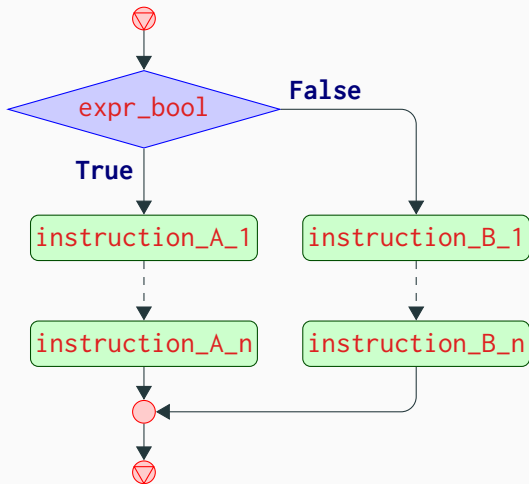 expr_bool
False
True
instruction_A_1
instruction_B_1
instruction_A_n
instruction_B_n